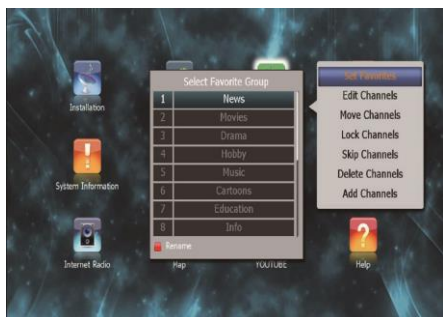 Select Favorite Group
1 News
2 Movies
3 Drama
4 Hobby
5 Music
6 Cartoons
7 Education
8 Info
Rename
Set Favorites
Edit Channels
Move Channels
Lock Channels
Skip Channels
Delete Channels
Add Channels
Installation
System Information
Internet Radio
Map
YOUTUBE
Help